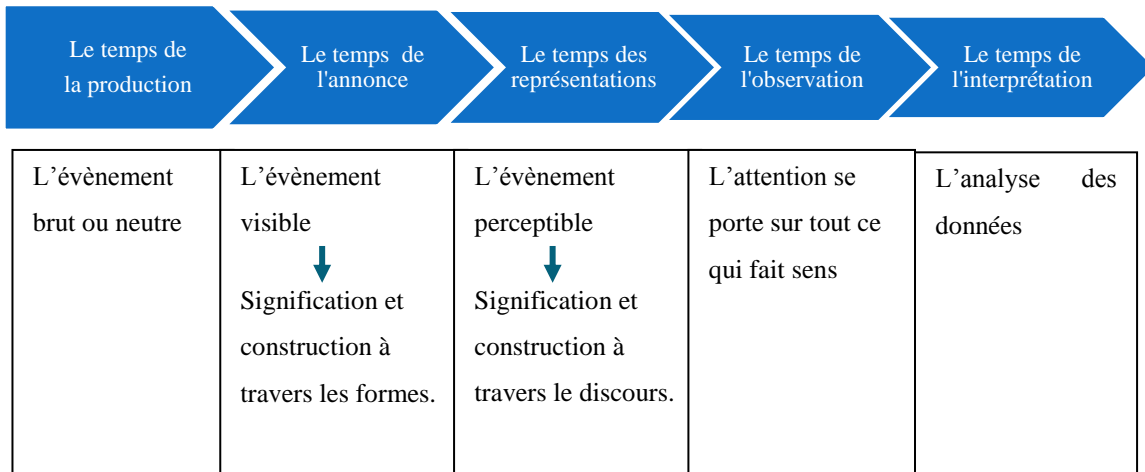 Le temps de
la production
Le temps de
l'annonce
Le temps des
représentations
Le temps de
l'observation
Le temps de
l'interprétation
L’évènement
brut ou neutre
L’évènement
visible
Signification et
construction à
travers les formes.
L’évènement
perceptible
Signification et
construction à
travers le discours.
L’attention se
porte sur tout ce
qui fait sens
L’analyse des
données